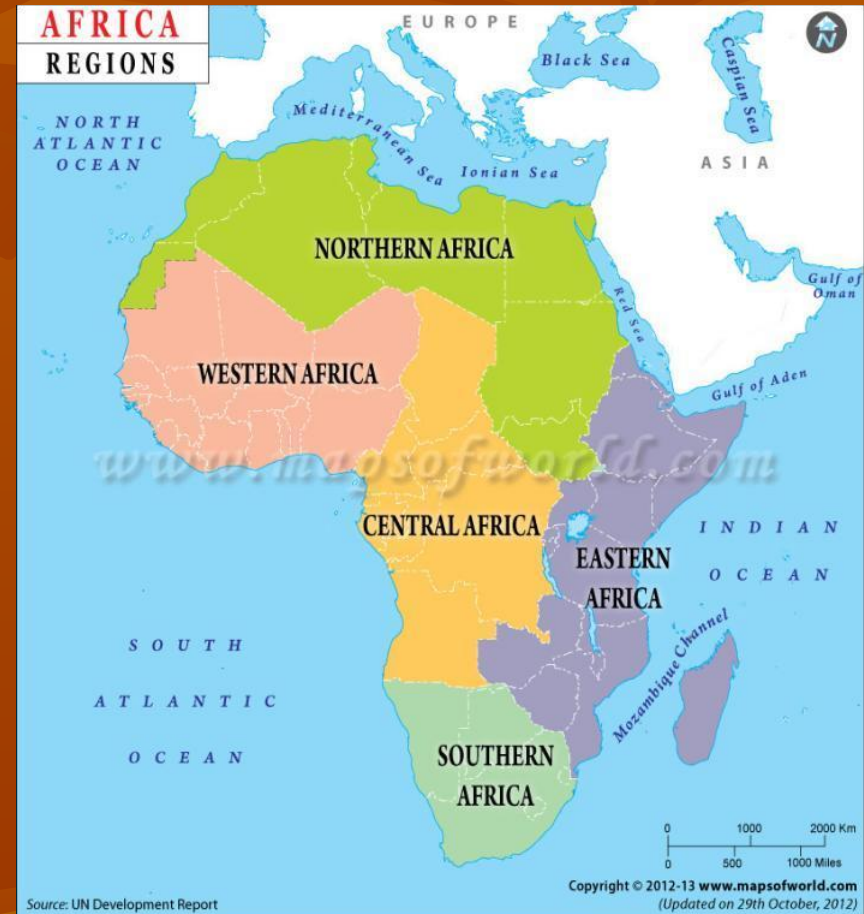 AFRICA
REGIONS
EUROPE
Black Sea
Caspian Sea
N
NORTH
ATLANTIC
OCEAN
Mediterranean Sea
Ionian Sea
ASIA
NORTHERN AFRICA
Red Sea
Gulf of
Oman
WESTERN AFRICA
Gulf of Aden
www.mapsofworld.com
CENTRAL AFRICA
EASTERN
AFRICA
INDIAN
OCEAN
SOUTH
ATLANTIC
OCEAN
Mozambique Channel
SOUTHERN
AFRICA
0 1000 2000 Km
0 500 1000 Miles
Copyright © 2012-13 www.mapsofworld.com
Source: UN Development Report
(Updated on 29th October, 2012)